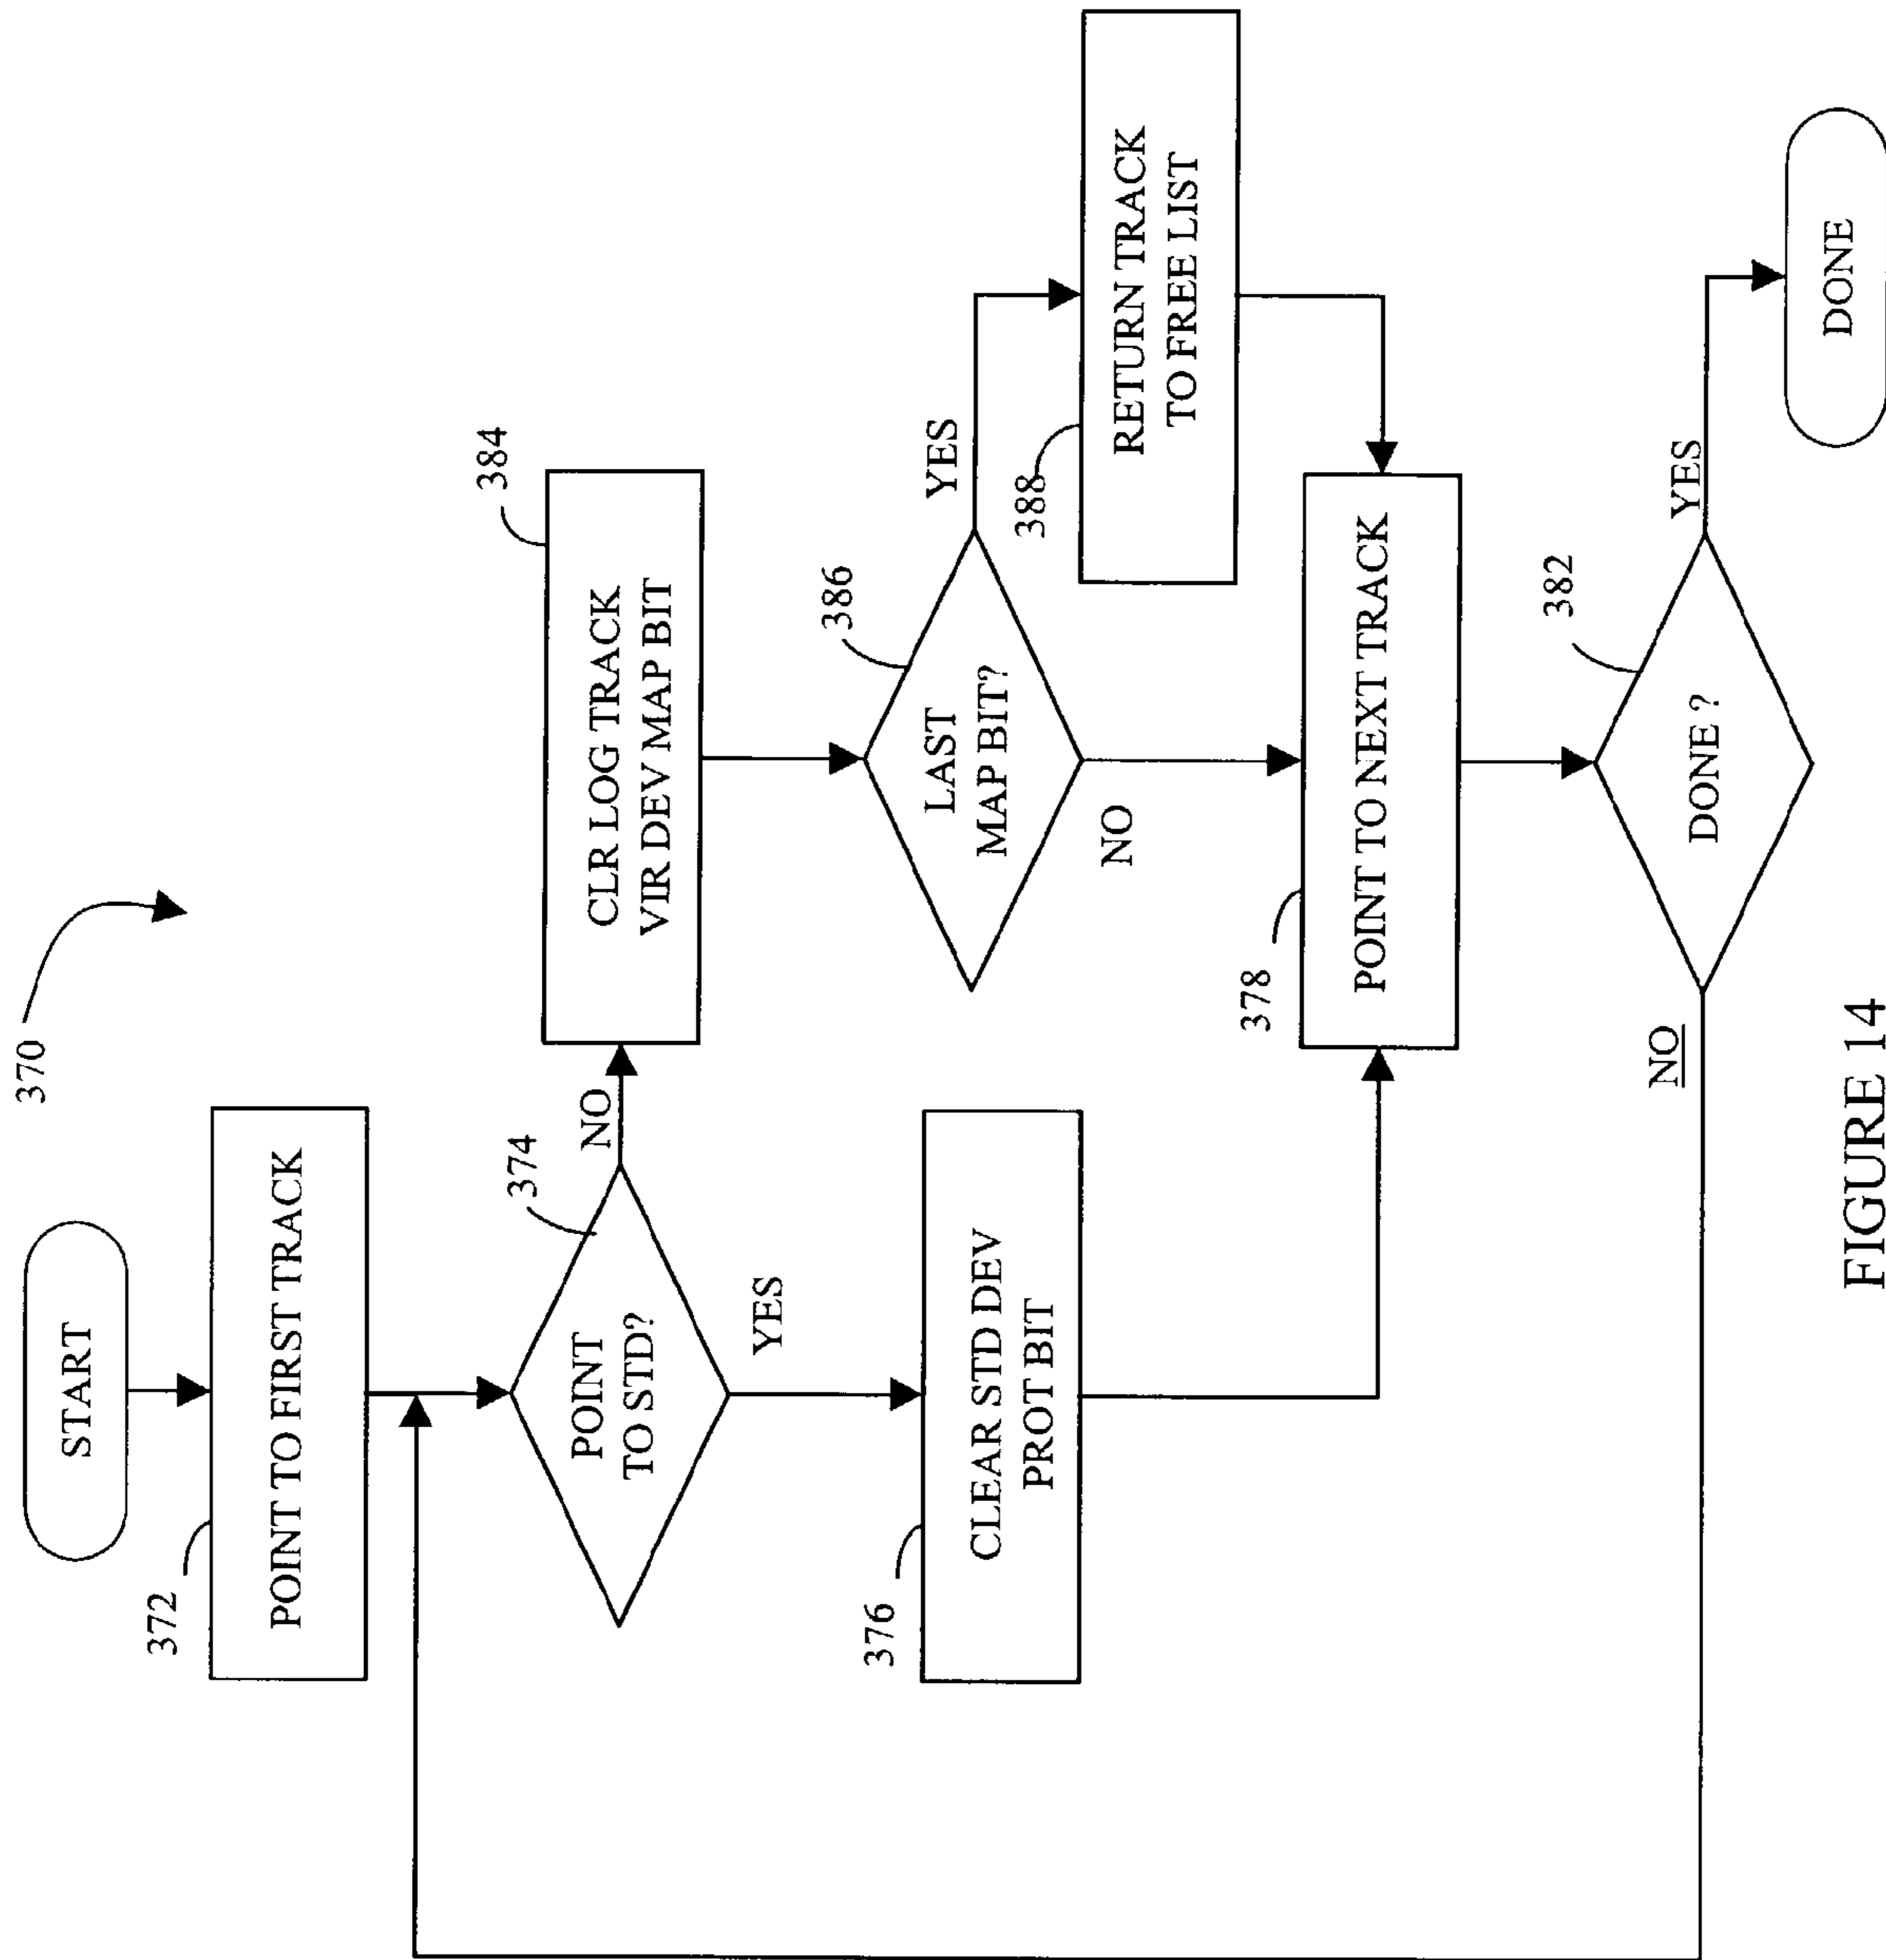 370
START
372
POINT TO FIRST TRACK
374
POINT
TO STD?
NO
YES
384
CLR LOG TRACK
VIR DEV MAP BIT
376
CLEAR STD DEV
PROT BIT
386
LAST
MAP BIT?
YES
NO
388
RETURN TRACK
TO FREE LIST
378
POINT TO NEXT TRACK
382
DONE ?
NO
YES
DONE
FIGURE 14